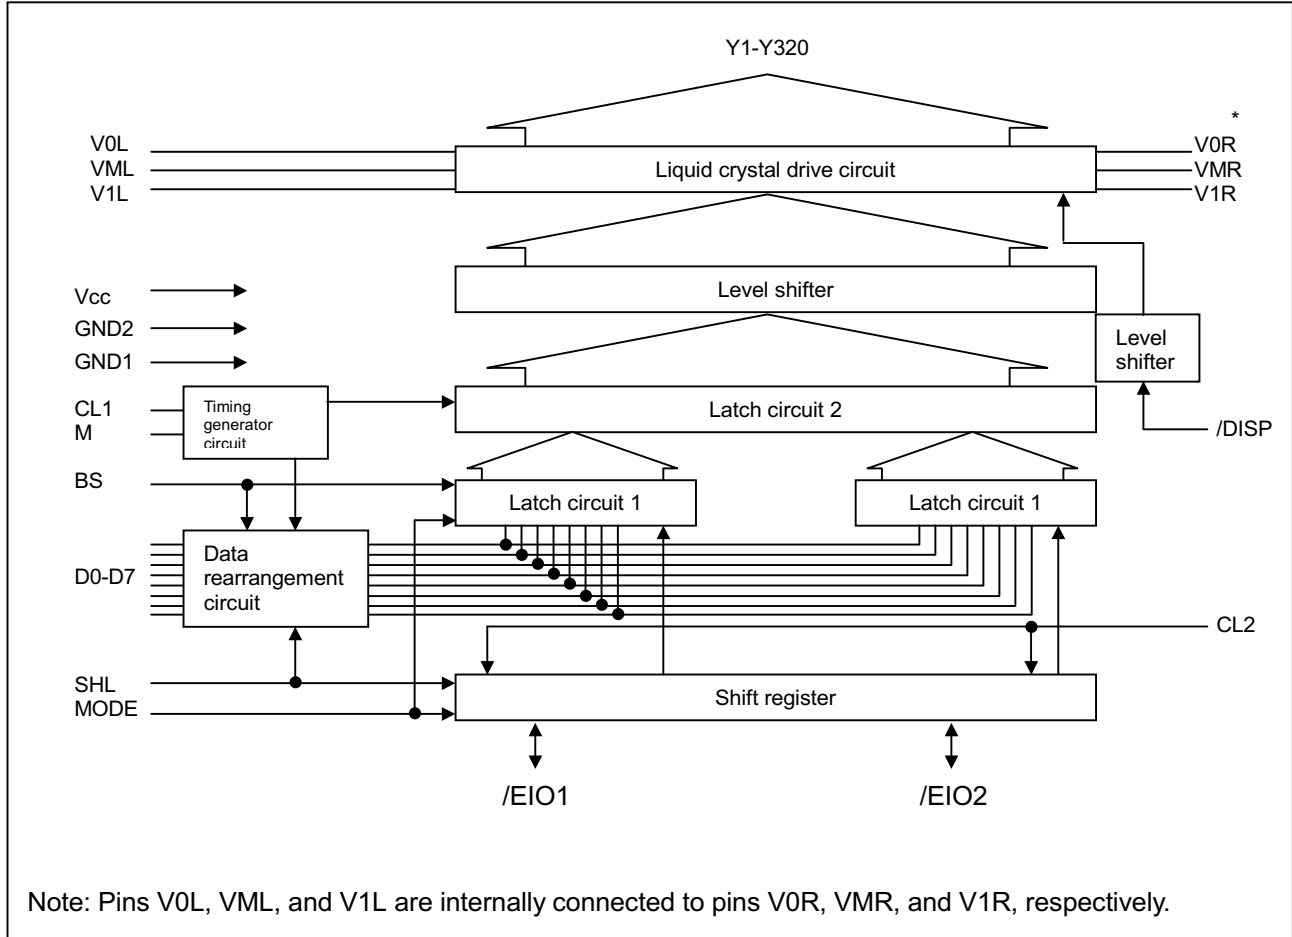 Y1-Y320
*
V0L
VML
V1L
Liquid crystal drive circuit
V0R
VMR
V1R
Level shifter
Vcc
GND2
GND1
Level
shifter
CL1
M
Timing
generator
circuit
Latch circuit 2
/DISP
BS
Latch circuit 1
Latch circuit 1
D0-D7
Data
rearrangement
circuit
CL2
SHL
MODE
Shift register
/EIO1
/EIO2
Note: Pins V0L, VML, and V1L are internally connected to pins V0R, VMR, and V1R, respectively.